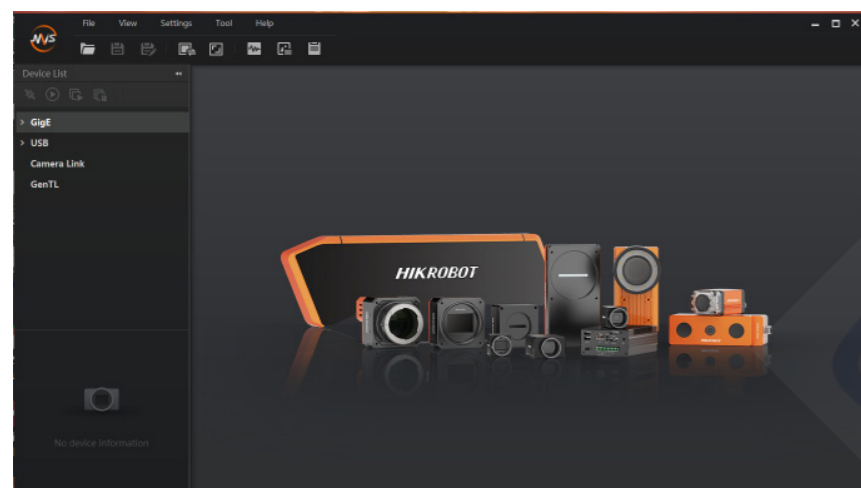 MVS
File View Settings Tool Help
Device List
GigE
USB
Camera Link
GenTL
HIKROBOT
No device information